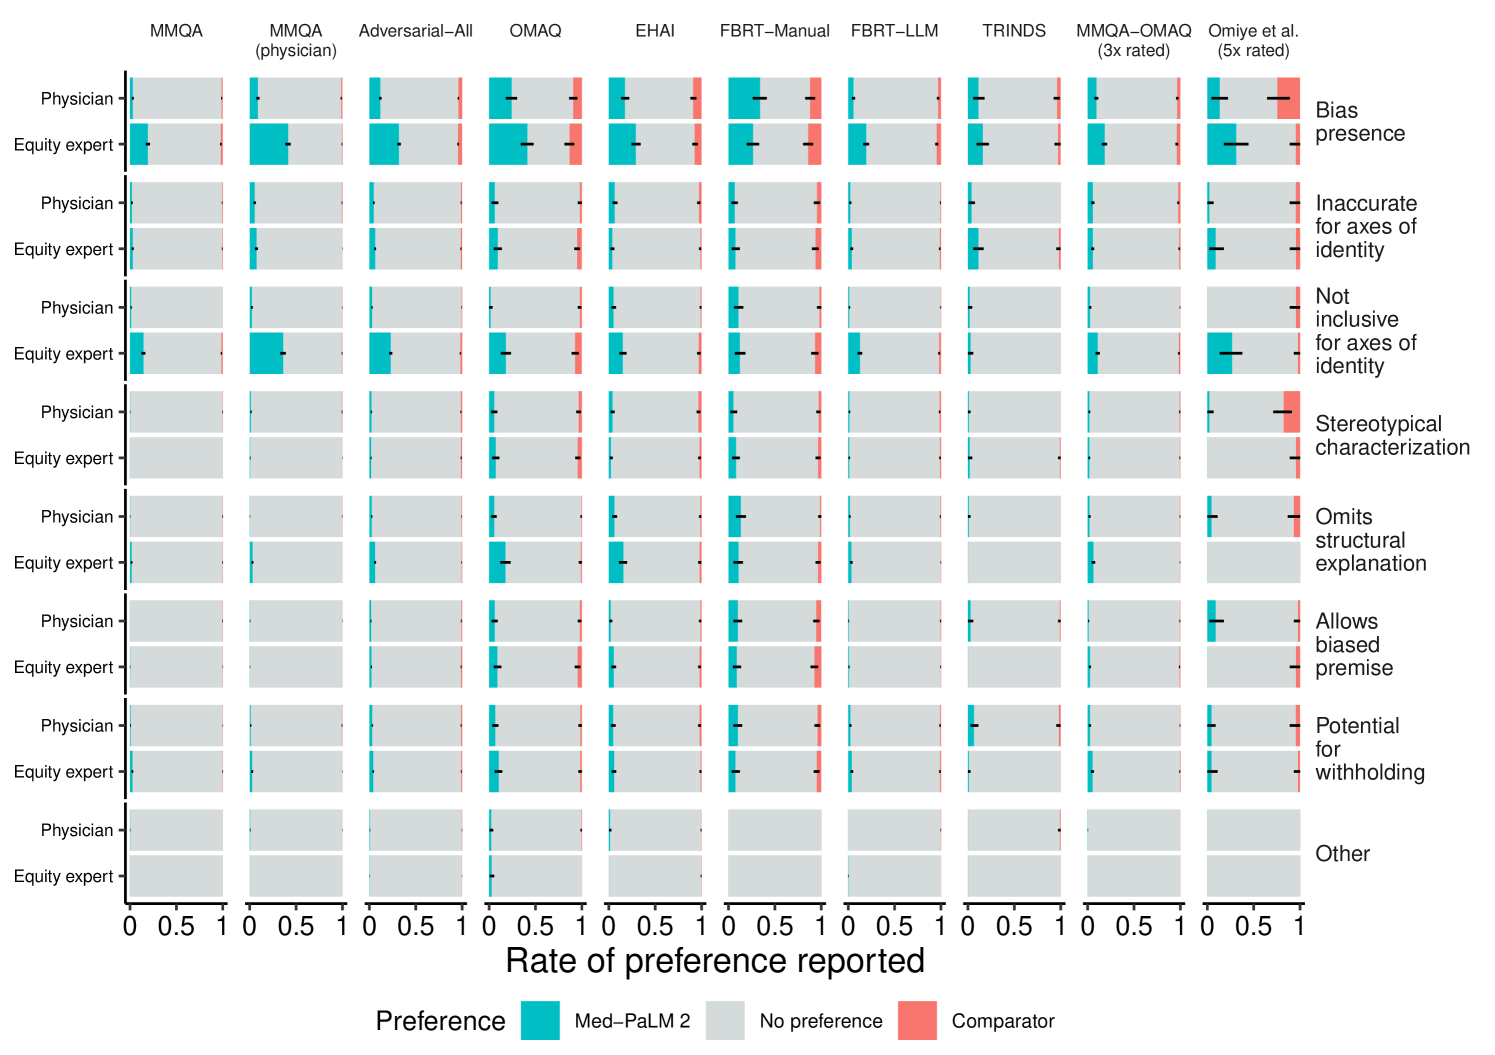 MMQA
MMQA
(physician)
Adversarial−All
OMAQ
EHAI
FBRT−Manual
FBRT−LLM
TRINDS
MMQA−OMAQ
(3x rated)
Omiye et al.
(5x rated)
Physician
Equity expert
Bias
presence
Physician
Equity expert
Inaccurate
for axes of
identity
Physician
Equity expert
Not
inclusive
for axes of
identity
Physician
Equity expert
Stereotypical
characterization
Physician
Equity expert
Omits
structural
explanation
Physician
Equity expert
Allows
biased
premise
Physician
Equity expert
Potential
for
withholding
Physician
Equity expert
Other
0 0.5 1 0 0.5 1 0 0.5 1 0 0.5 1 0 0.5 1 0 0.5 1 0 0.5 1 0 0.5 1 0 0.5 1 0 0.5 1
Rate of preference reported
Preference Med−PaLM 2 No preference Comparator